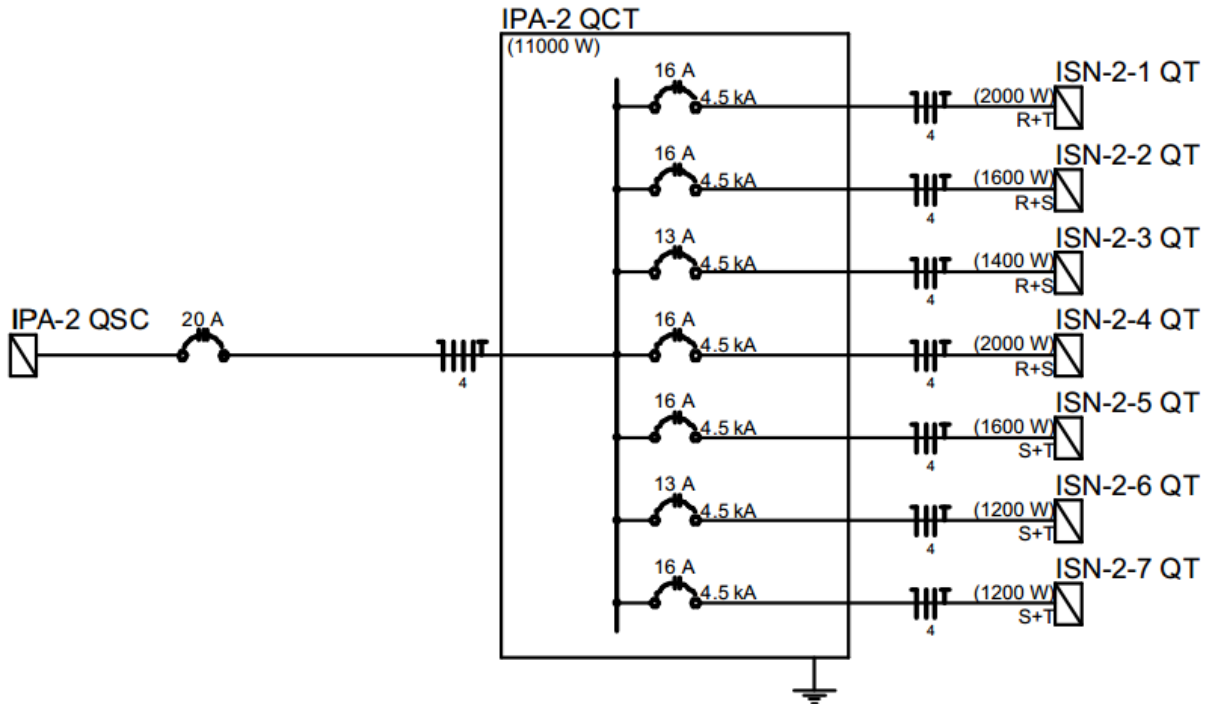 IPA-2 QCT
(11000 W)
16 A
4.5 kA
4
(2000 W)
R+T
ISN-2-1 QT
16 A
4.5 kA
4
(1600 W)
R+S
ISN-2-2 QT
13 A
4.5 kA
4
(1400 W)
R+S
ISN-2-3 QT
IPA-2 QSC
20 A
4
16 A
4.5 kA
4
(2000 W)
R+S
ISN-2-4 QT
16 A
4.5 kA
4
(1600 W)
S+T
ISN-2-5 QT
13 A
4.5 kA
4
(1200 W)
S+T
ISN-2-6 QT
16 A
4.5 kA
4
(1200 W)
S+T
ISN-2-7 QT